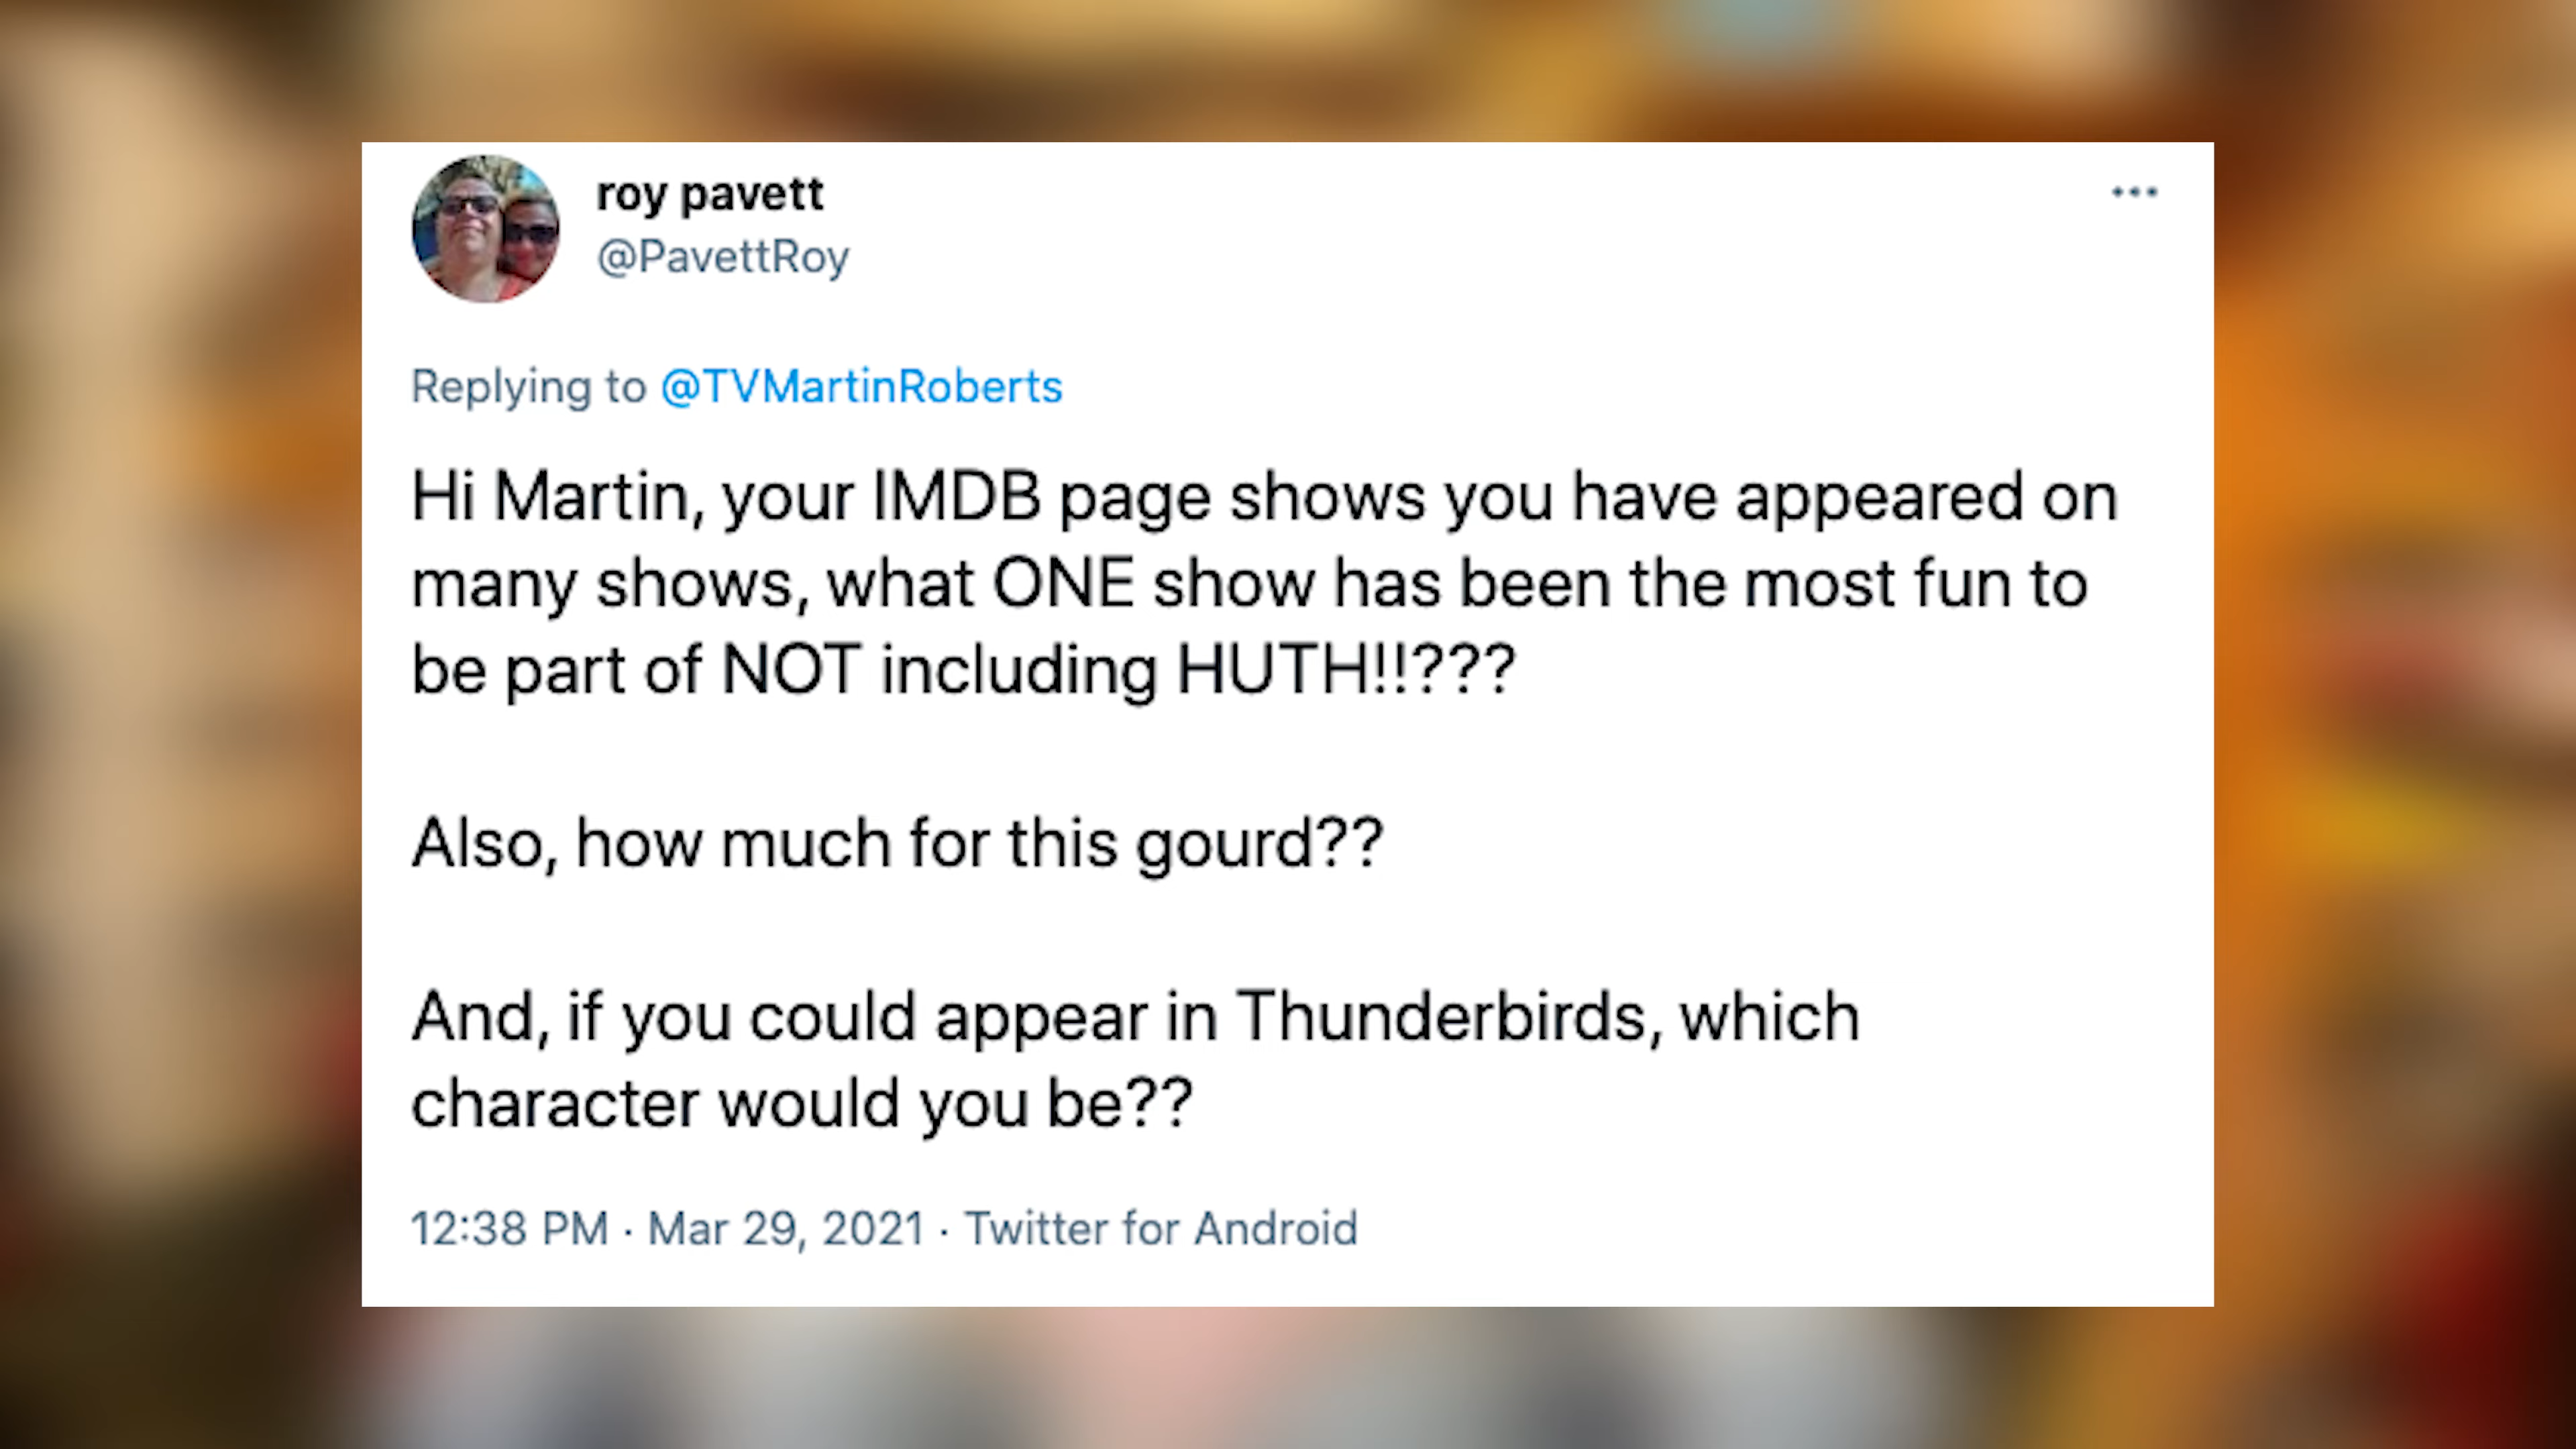 roy pavett
@PavettRoy
Replying to @TVMartinRoberts
Hi Martin, your IMDB page shows you have appeared on
many shows, what ONE show has been the most fun to
be part of NOT including HUTH!!???
Also, how much for this gourd??
And, if you could appear in Thunderbirds, which
character would you be??
12:38 PM · Mar 29, 2021 · Twitter for Android